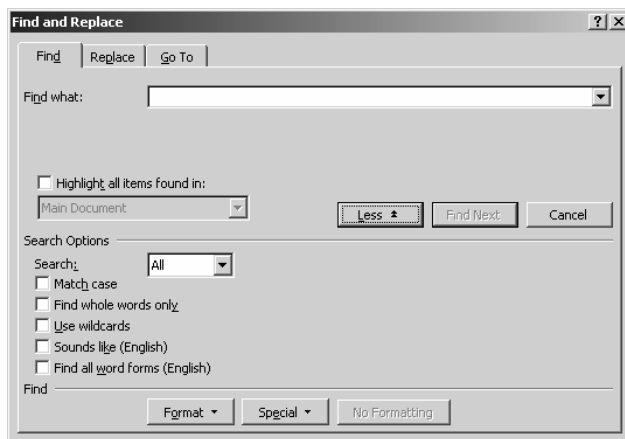 Find and Replace
Find Replace Go To
Find what:
Highlight all items found in:
Main Document
Less Find Next Cancel
Search Options
Search: All
Match case
Find whole words only
Use wildcards
Sounds like (English)
Find all word forms (English)
Find
Format Special No Formatting